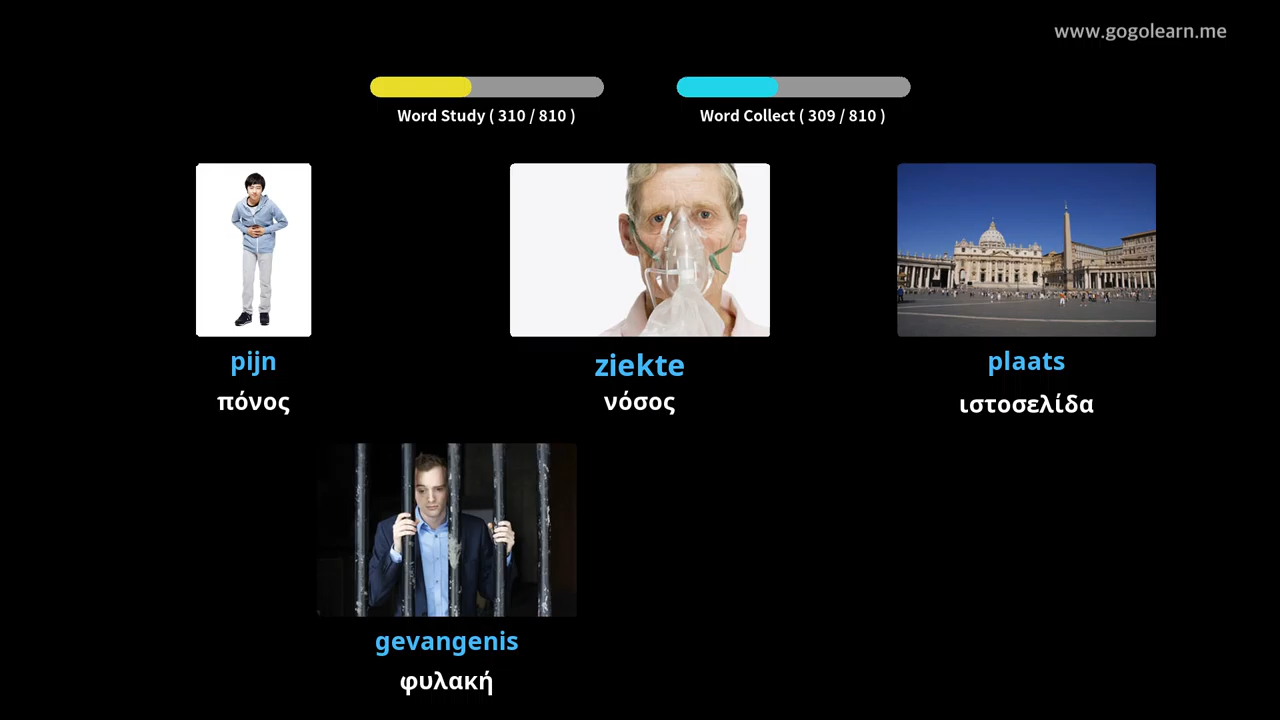 www.gogolearn.me
Word Study ( 310 / 810 )
Word Collect ( 309 / 810 )
pijn
πόνος
ziekte
νόσος
plaats
ιστοσελίδα
gevangenis
φυλακή